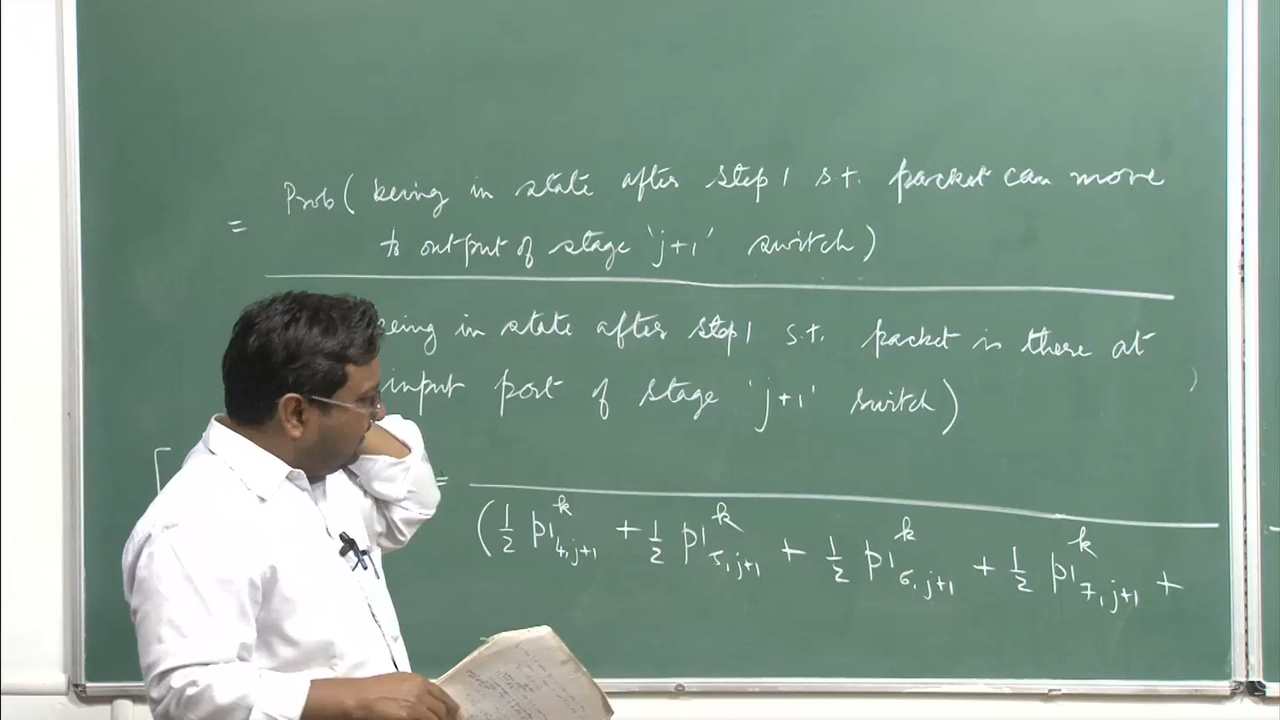 = Prob ( being in state after step 1 s.t. packet can move
to output of stage 'j+1' switch )
being in state after step 1 s.t. packet is there at
input port of stage 'j+1' switch )
[ =
( 1/2 p1^k_{4,j+1} + 1/2 p1^k_{5,j+1} + 1/2 p1^k_{6,j+1} + 1/2 p1^k_{7,j+1} +